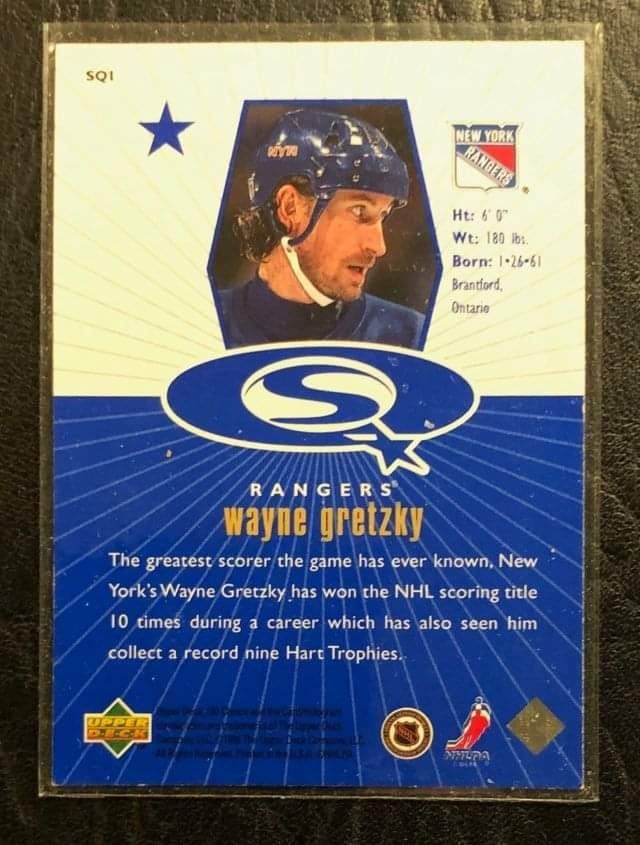 SQ1
NYR
NEW YORK
RANGERS
Ht: 6' 0"
Wt: 180 lbs.
Born: 1•26•61
Brantford,
Ontario
SQ
RANGERS®
wayne gretzky
The greatest scorer the game has ever known, New
York's Wayne Gretzky has won the NHL scoring title
10 times during a career which has also seen him
collect a record nine Hart Trophies.
UPPER
DECK
NHL
NHLPA